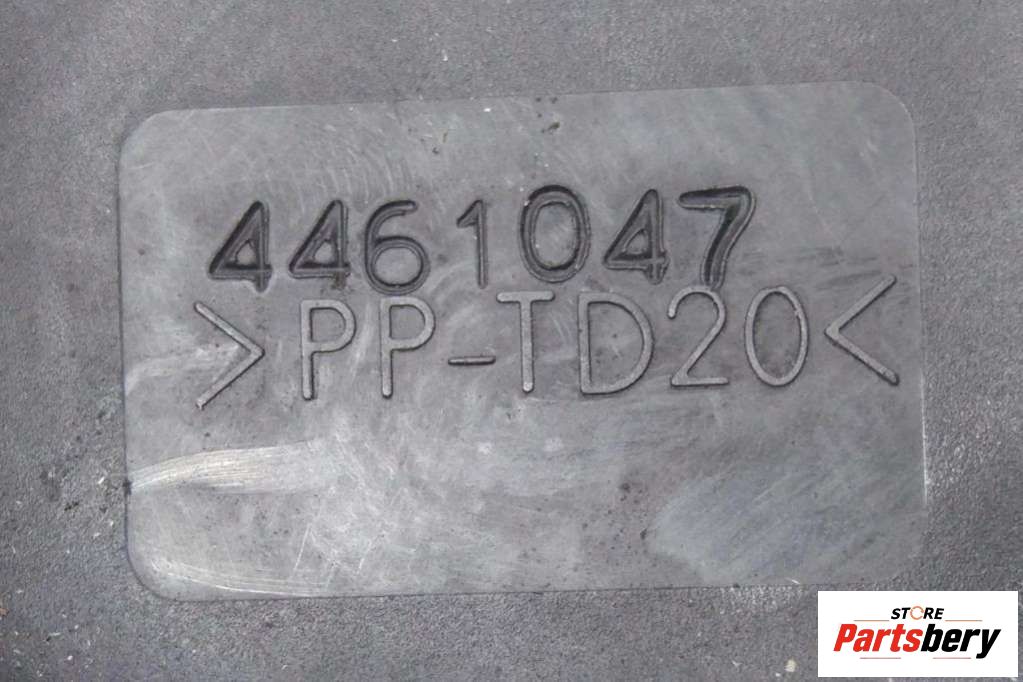 4461047
>PP-TD20<
STORE
Partsbery